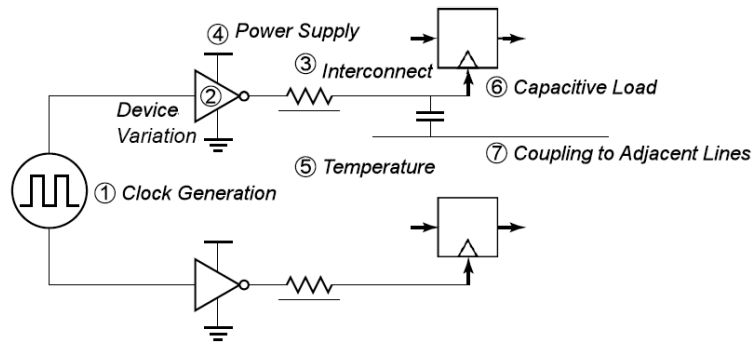 ④ Power Supply
③ Interconnect
②
Device
Variation
⑥ Capacitive Load
⑦ Coupling to Adjacent Lines
⑤ Temperature
① Clock Generation